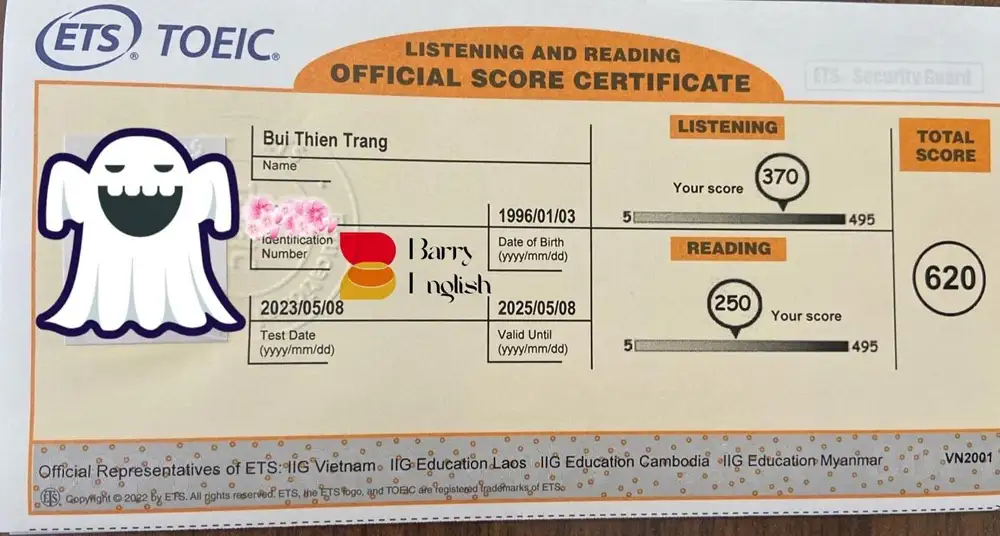 ETS® TOEIC®
LISTENING AND READING
OFFICIAL SCORE CERTIFICATE
ETS® Security Guard
Bui Thien Trang
Name
Identification
Number
1996/01/03
Date of Birth
(yyyy/mm/dd)
Barry
English
2023/05/08
Test Date
(yyyy/mm/dd)
2025/05/08
Valid Until
(yyyy/mm/dd)
LISTENING
Your score
370
5
495
READING
250
Your score
5
495
TOTAL
SCORE
620
Official Representatives of ETS: IIG Vietnam IIG Education Laos IIG Education Cambodia IIG Education Myanmar
VN2001
ETS® Copyright © 2022 by ETS. All rights reserved. ETS, the ETS logo, and TOEIC are registered trademarks of ETS.